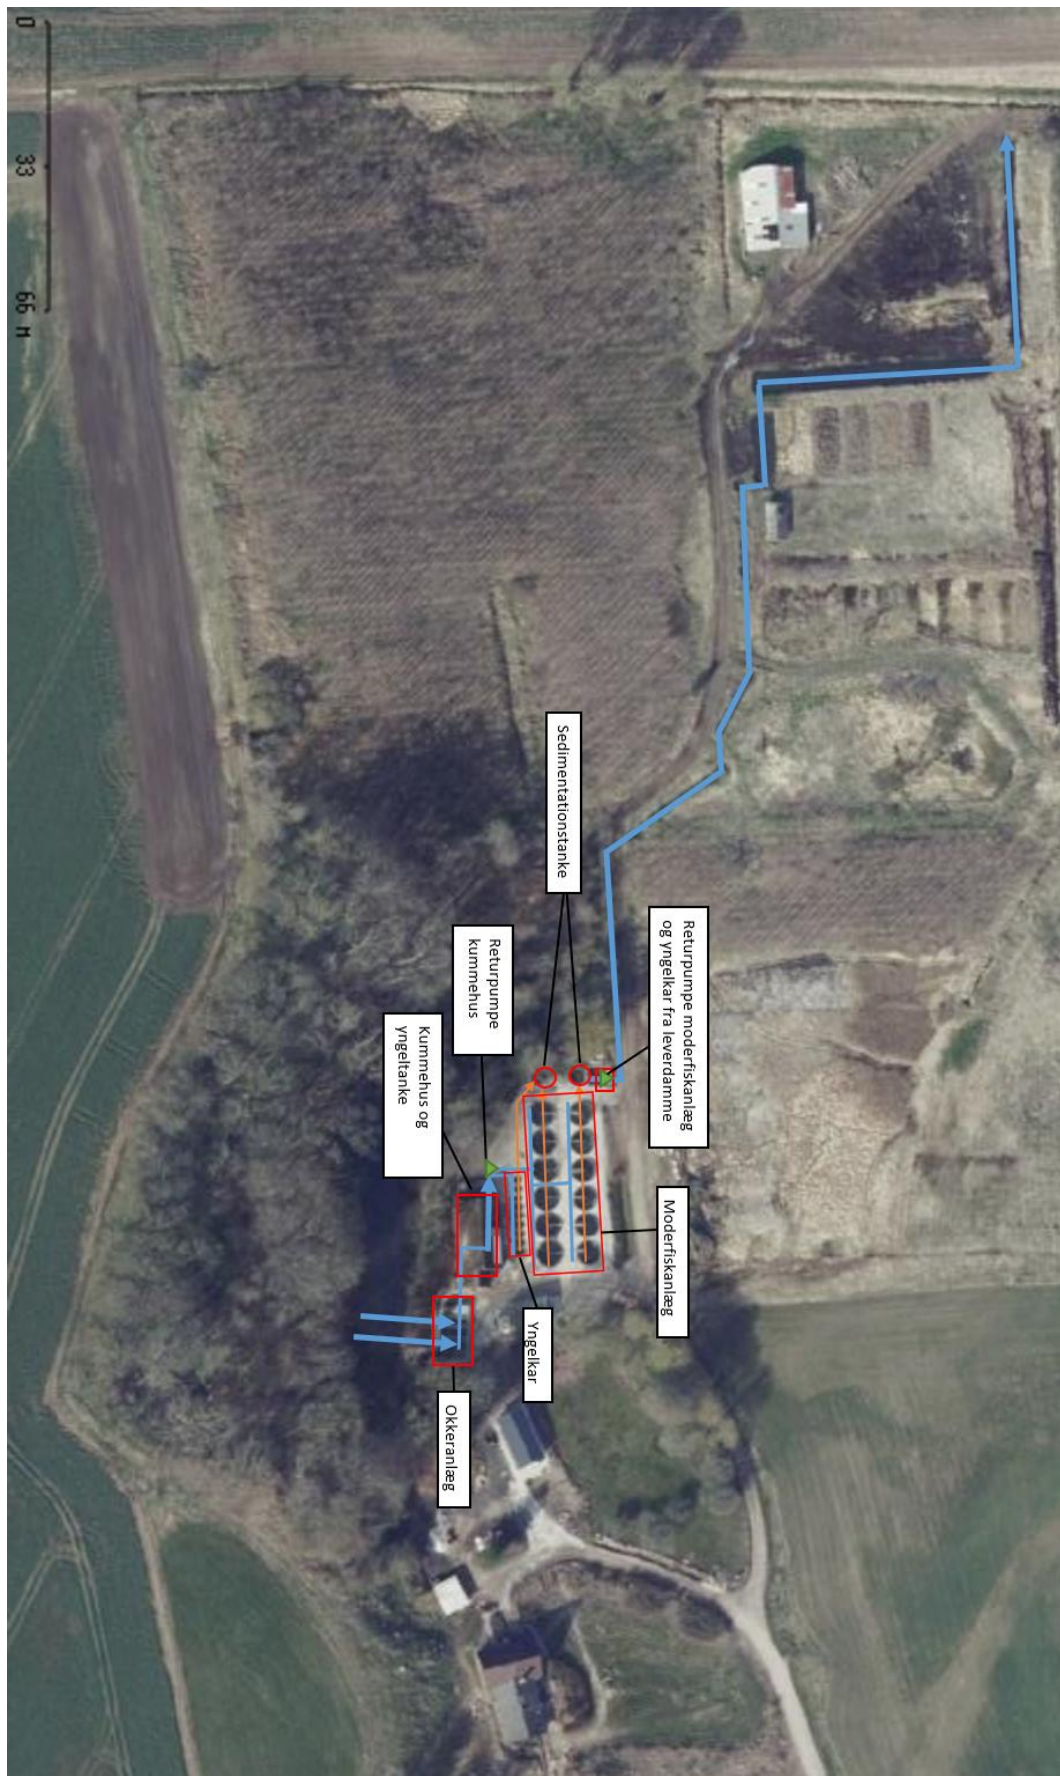 0 33 66 M
Sedimentationstanke
Returpumpe moderfiskanlæg
og yngelkar fra leverdamme
Returpumpe
kummehus
Kummehus og
yngeltanke
Moderfiskanlæg
Yngelkar
Okkeranlæg